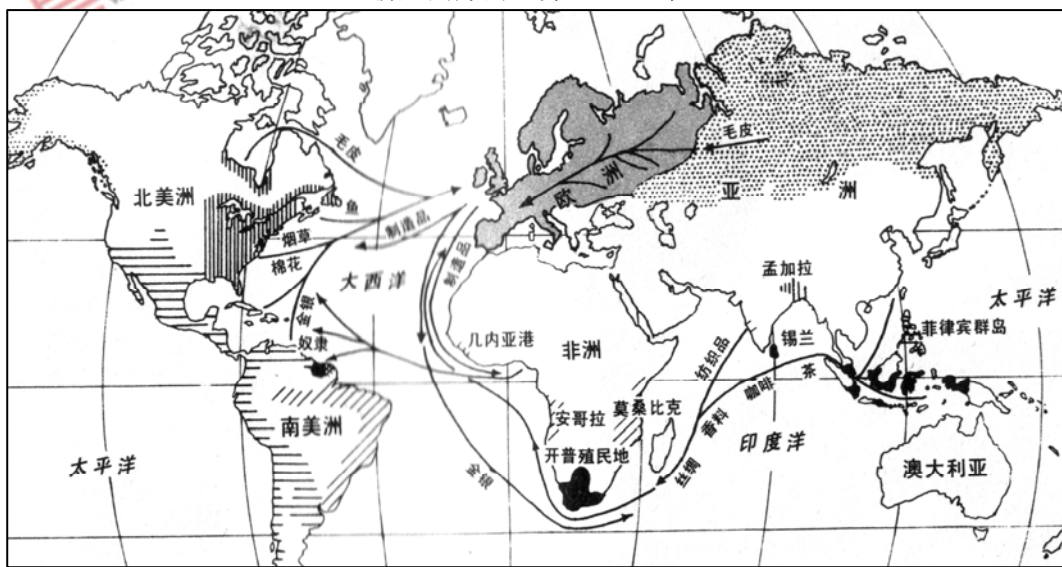 毛皮
毛皮
北美洲
欧洲
亚洲
鱼
制造品
烟草
制造品
棉花
大西洋
孟加拉
太平洋
金银
菲律宾群岛
几内亚港
非洲
纺织品
锡兰
奴隶
茶
咖啡
安哥拉
莫桑比克
香料
南美洲
印度洋
太平洋
开普殖民地
丝绸
澳大利亚
金银